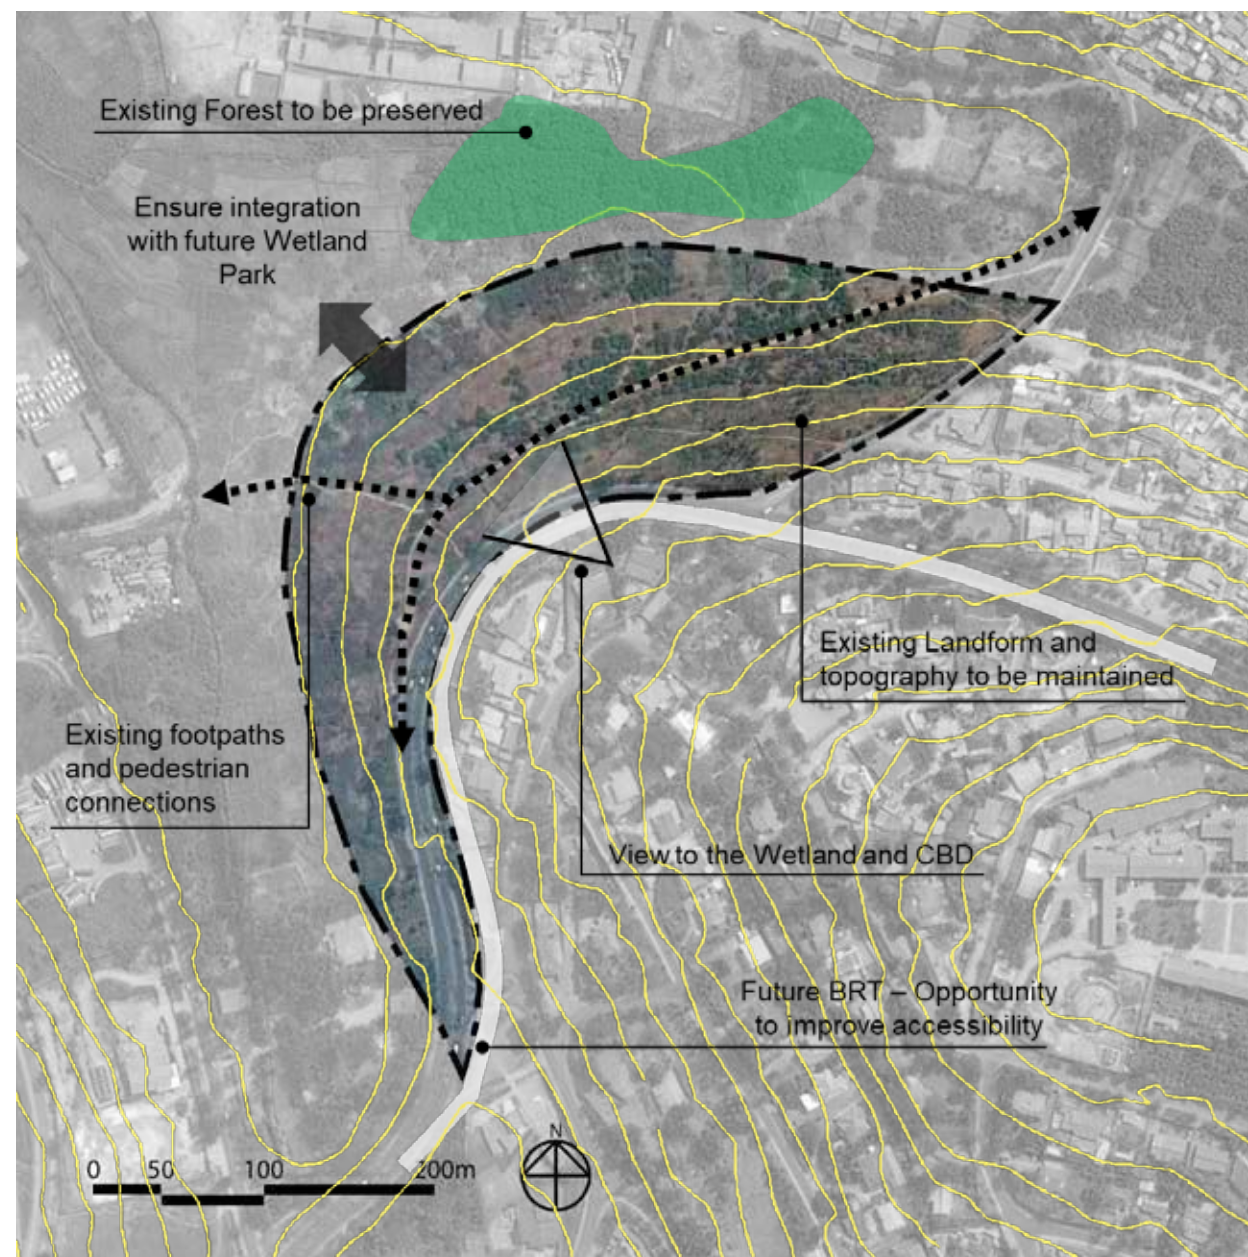 Existing Forest to be preserved
Ensure integration
with future Wetland
Park
Existing Landform and
topography to be maintained
Existing footpaths
and pedestrian
connections
View to the Wetland and CBD
Future BRT – Opportunity
to improve accessibility
N
0 50 100 200m